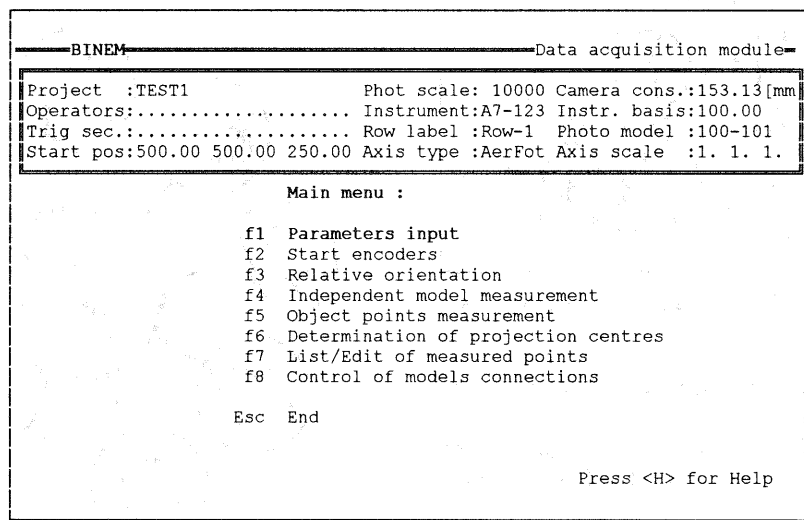 BINEM Data acquisition module
Project :TEST1 Phot scale: 10000 Camera cons.:153.13[mm
Operators:.................... Instrument:A7-123 Instr. basis:100.00
Trig sec.:.................... Row label :Row-1 Photo model :100-101
Start pos:500.00 500.00 250.00 Axis type :AerFot Axis scale :1. 1. 1.
Main menu :
f1 Parameters input
f2 Start encoders
f3 Relative orientation
f4 Independent model measurement
f5 Object points measurement
f6 Determination of projection centres
f7 List/Edit of measured points
f8 Control of models connections
Esc End
Press <H> for Help